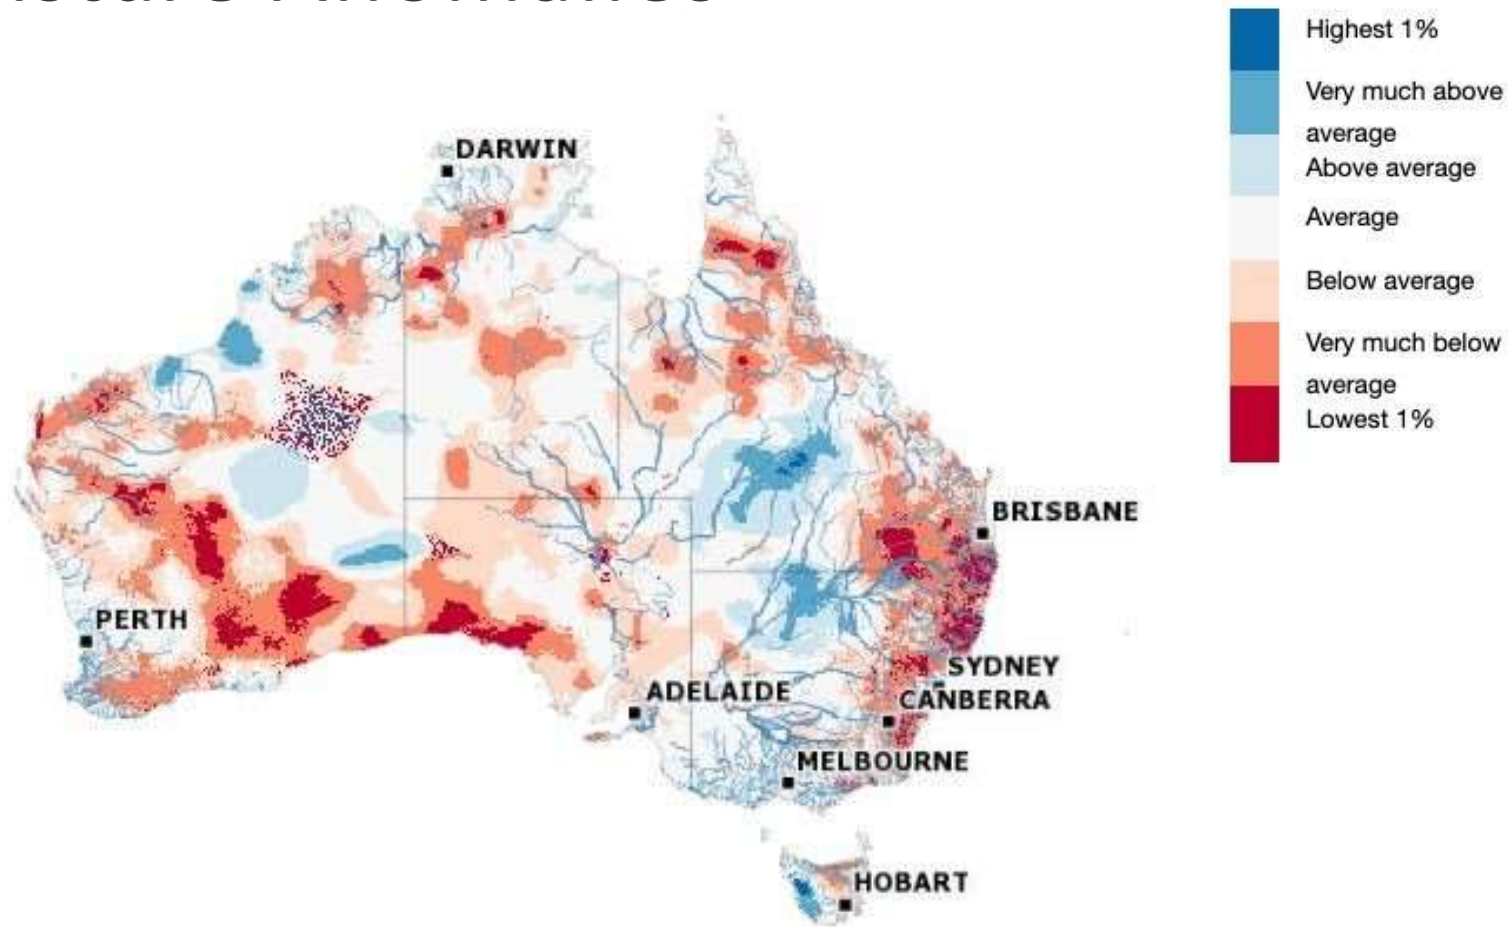 Highest 1%
Very much above
average
Above average
Average
Below average
Very much below
average
Lowest 1%
DARWIN
BRISBANE
PERTH
SYDNEY
ADELAIDE
CANBERRA
MELBOURNE
HOBART